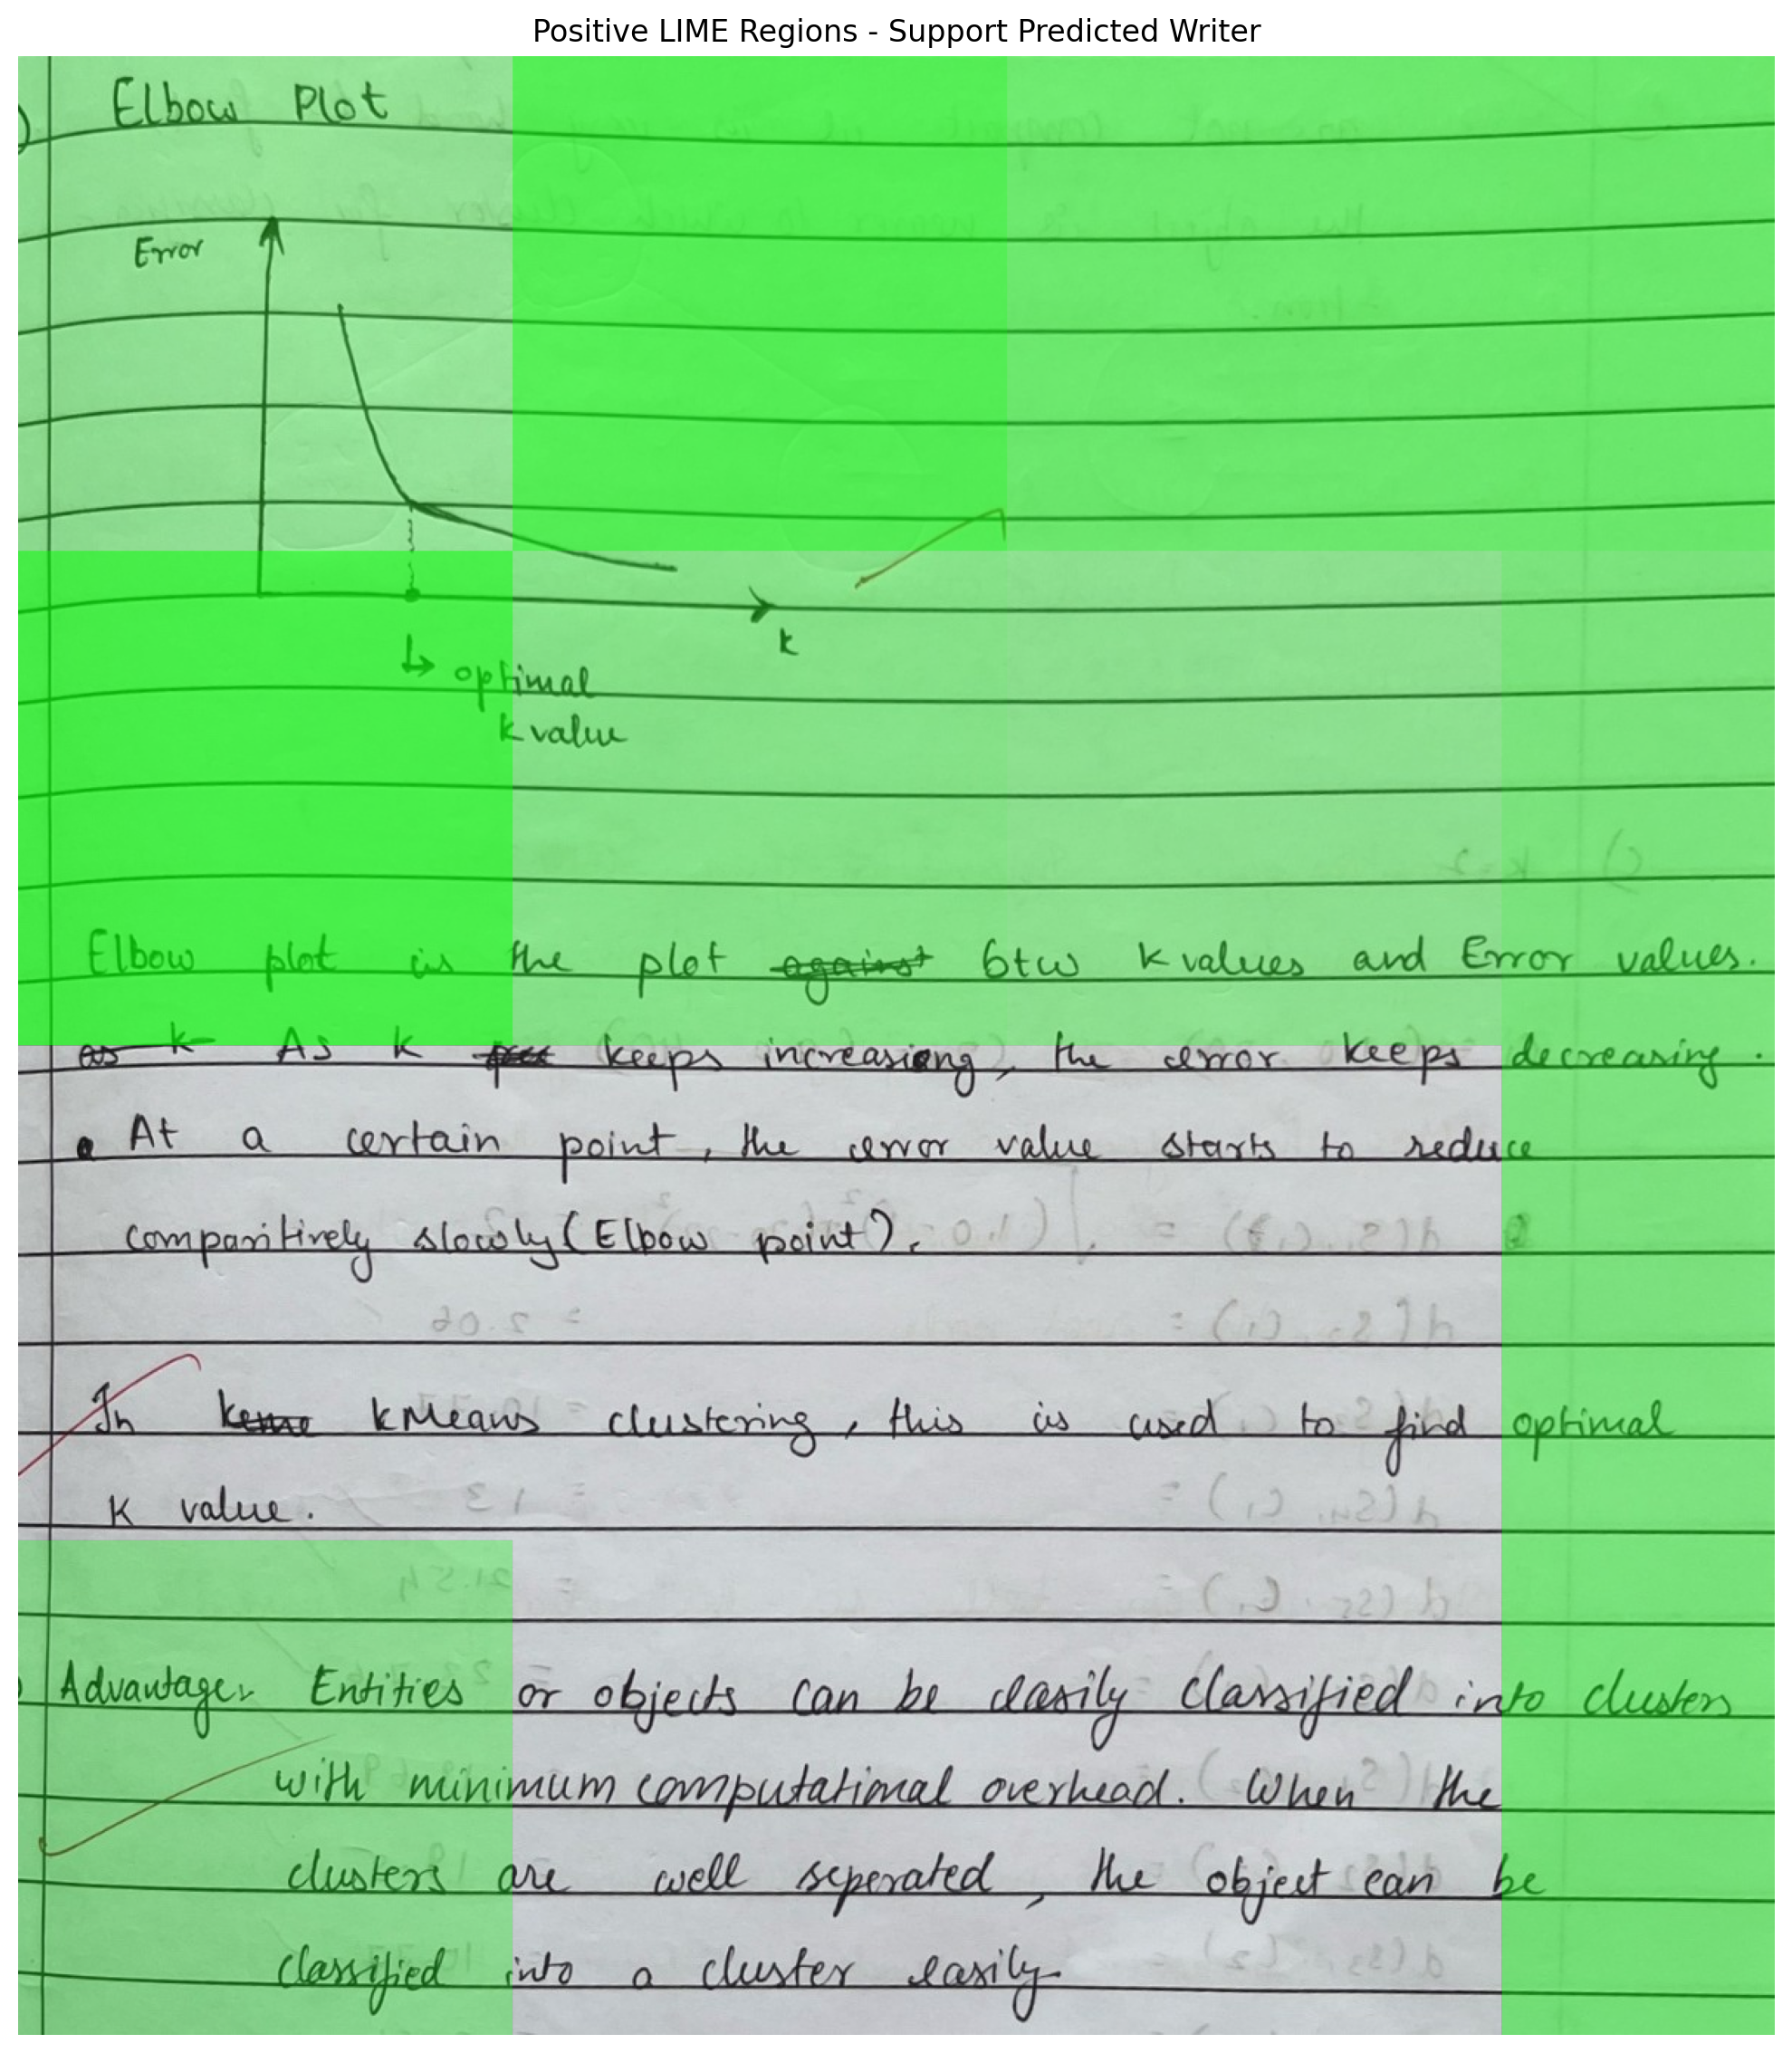 Positive LIME Regions - Support Predicted Writer
Elbow Plot
Error
k
optimal
k value
Elbow plot is the plot against btw k values and Error values.
as k As k keeps increasing, the error keeps decreasing.
At a certain point, the error value starts to reduce
comparitively slowly (Elbow point).
In kme kMeans clustering, this is used to find optimal
k value.
Advantages Entities or objects can be easily classified into clusters
with minimum computational overhead. When the
clusters are well seperated, the object can be
classified into a cluster easily.